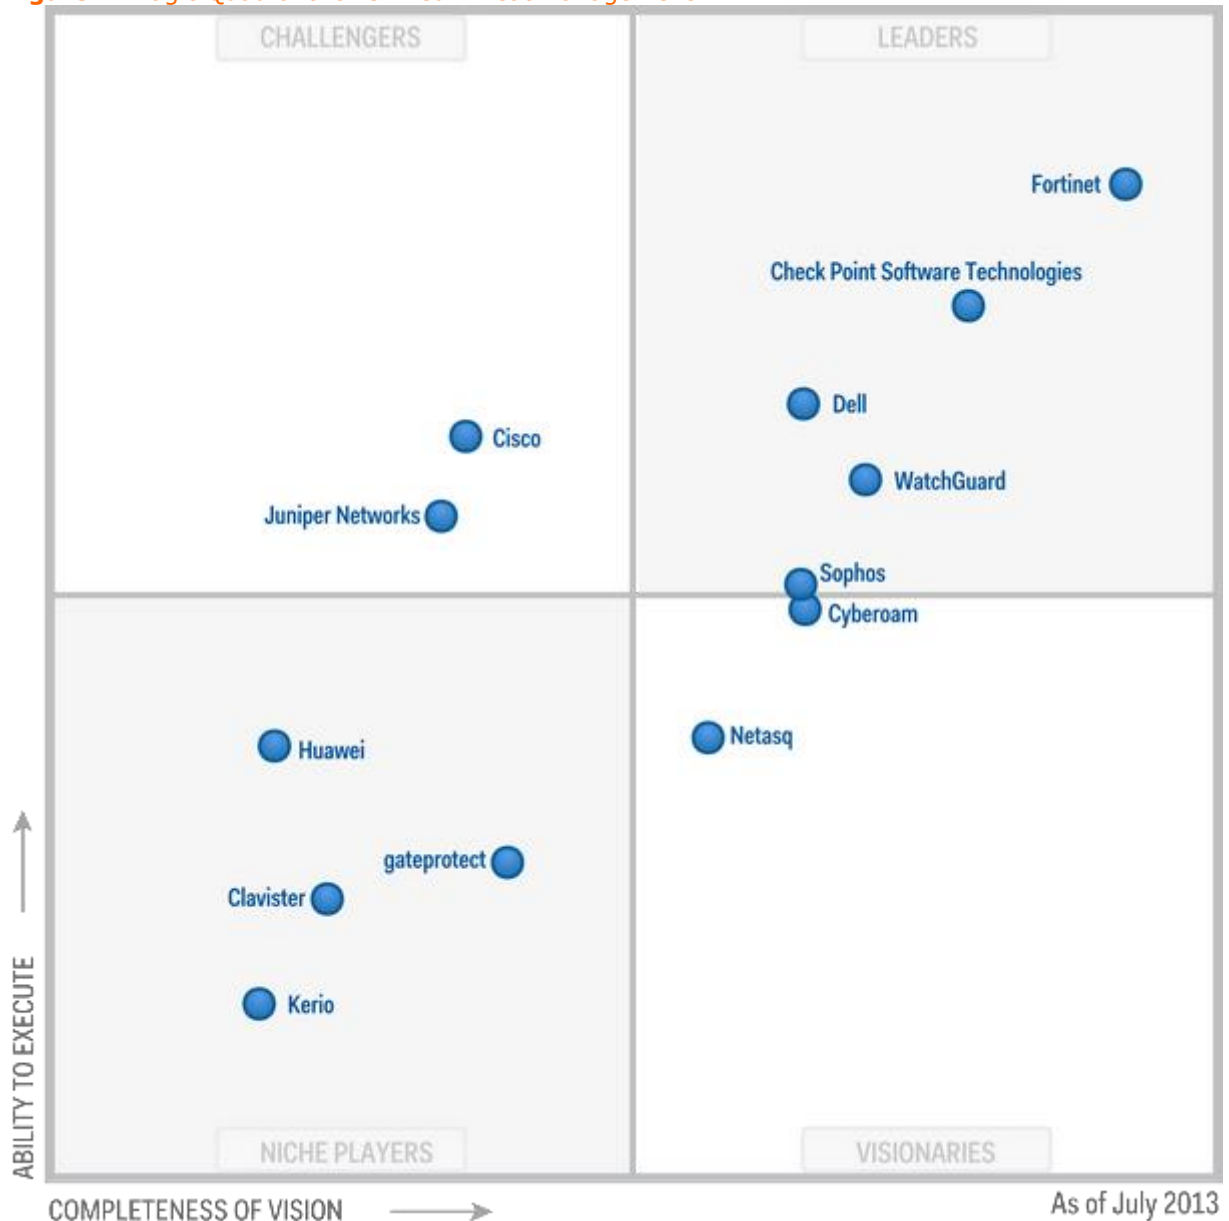 CHALLENGERS
LEADERS
Fortinet
Check Point Software Technologies
Dell
Cisco
WatchGuard
Juniper Networks
Sophos
Cyberoam
Netasq
Huawei
gateprotect
Clavister
Kerio
NICHE PLAYERS
VISIONARIES
ABILITY TO EXECUTE
COMPLETENESS OF VISION
As of July 2013